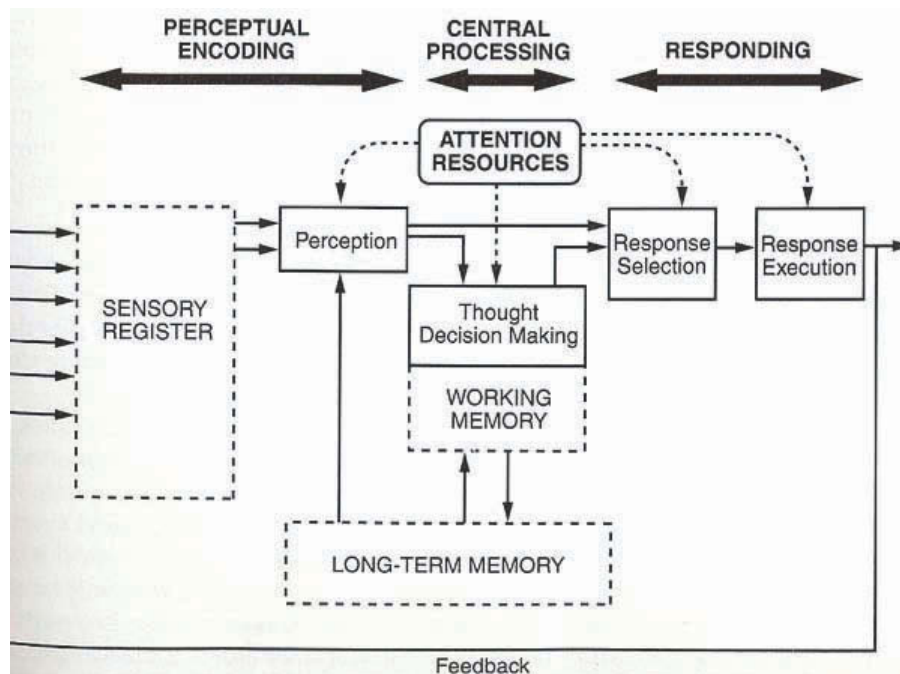 PERCEPTUAL
ENCODING
CENTRAL
PROCESSING
RESPONDING
ATTENTION
RESOURCES
Perception
Response
Selection
Response
Execution
SENSORY
REGISTER
Thought
Decision Making
WORKING
MEMORY
LONG-TERM MEMORY
Feedback